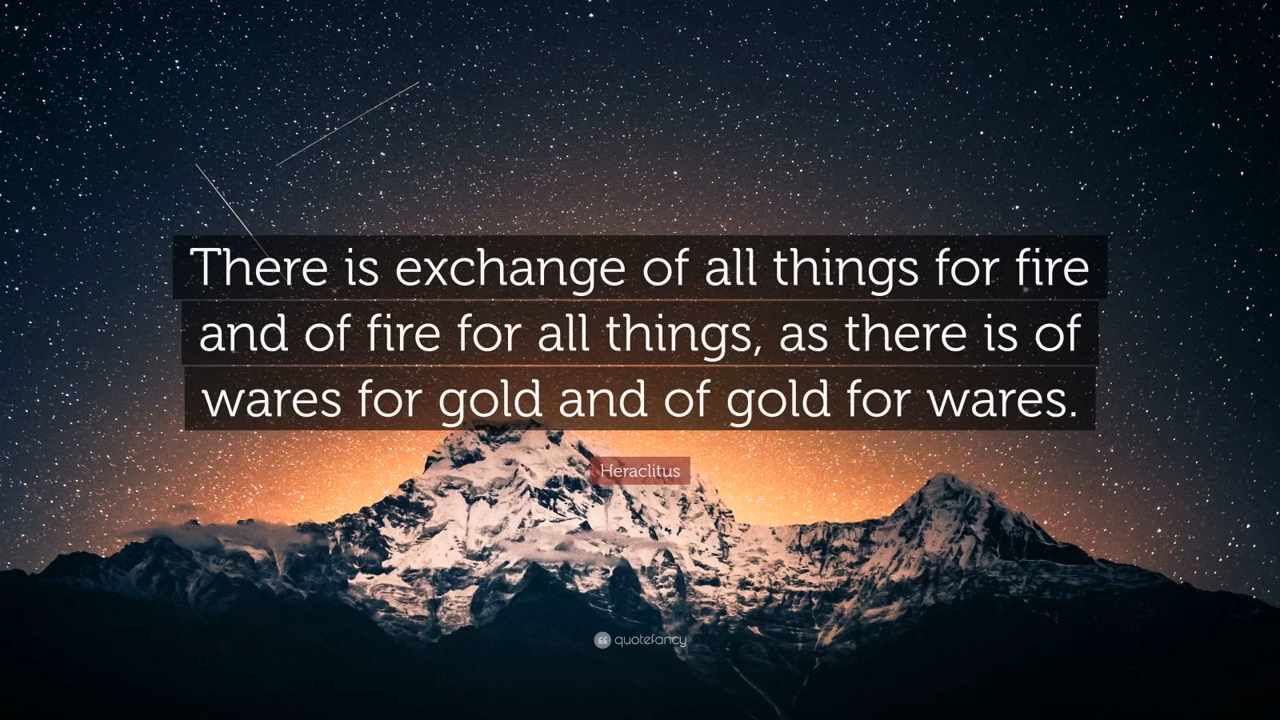 There is exchange of all things for fire
and of fire for all things, as there is of
wares for gold and of gold for wares.
Heraclitus
quotefancy